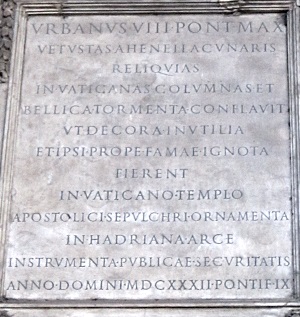 VRBANVS VIII PONT MAX
VETVSTAS AHENEI LACVNARIS
RELIQVIAS
IN VATICANAS COLVMNAS ET
BELLICA TORMENTA CONFLAVIT
VT DECORA INVTILIA
ET IPSI PROPE FAMAE IGNOTA
FIERENT
IN VATICANO TEMPLO
APOSTOLICI SEPVLCHRI ORNAMENTA
IN HADRIANA ARCE
INSTRVMENTA PVBLICAE SECVRITATIS
ANNO DOMINI MDCXXXII PONTIF IX